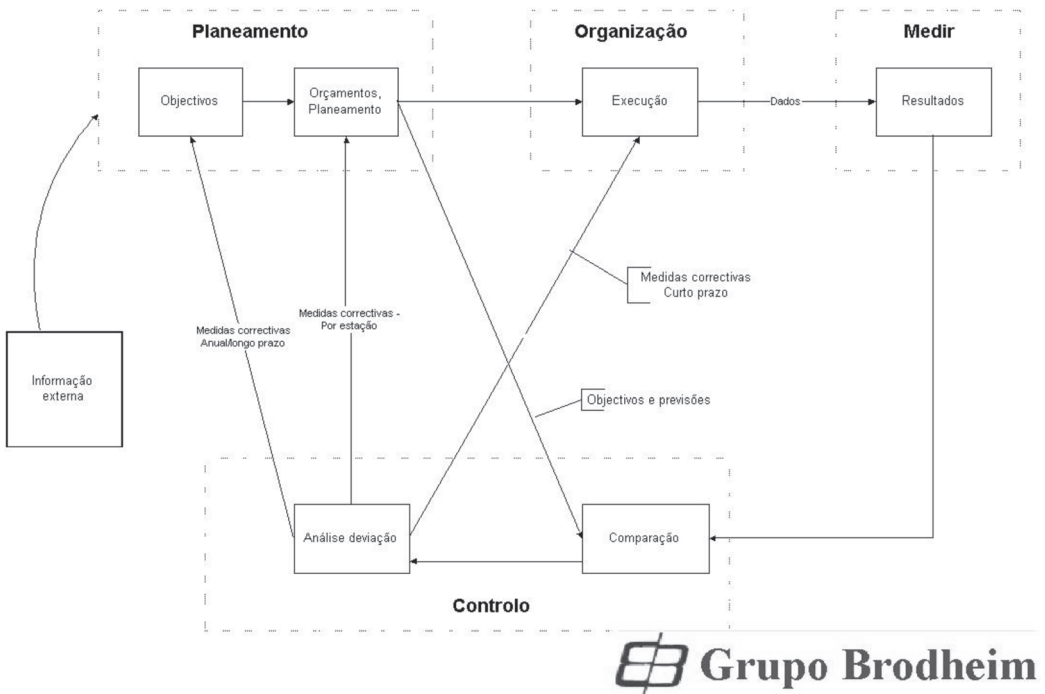 Planeamento
Organização
Medir
Objectivos
Orçamentos,
Planeamento
Execução
Dados
Resultados
Medidas correctivas
Curto prazo
Medidas correctivas -
Por estação
Medidas correctivas
Anual/longo prazo
Informação
externa
Objectivos e previsões
Análise deviação
Comparação
Controlo
Grupo Brodheim